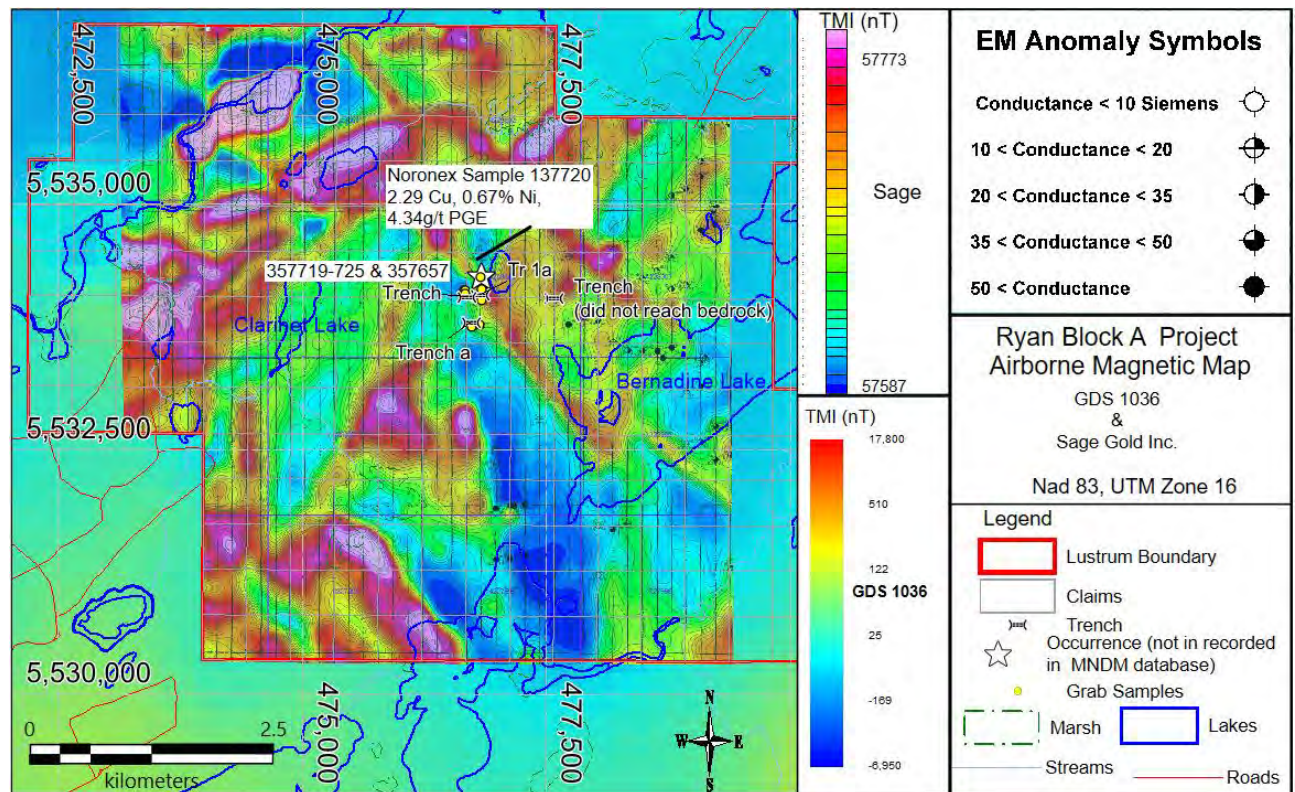 472,500
475,000
477,500
5,535,000
Noronex Sample 137720
2.29 Cu, 0.67% Ni,
4.34g/t PGE
357719-725 & 357657
Tr 1a
Trench
Trench
(did not reach bedrock)
Clarinet Lake
Trench a
Bernadine Lake
5,532,500
5,530,000
475,000
477,500
0
2.5
kilometers
N
W
E
S
TMI (nT)
57773
Sage
57587
TMI (nT)
17,800
510
122
GDS 1036
25
-169
-6,950
EM Anomaly Symbols
Conductance < 10 Siemens
10 < Conductance < 20
20 < Conductance < 35
35 < Conductance < 50
50 < Conductance
Ryan Block A Project
Airborne Magnetic Map
GDS 1036
&
Sage Gold Inc.
Nad 83, UTM Zone 16
Legend
Lustrum Boundary
Claims
Trench
Occurrence (not in recorded
in MNDM database)
Grab Samples
Marsh
Lakes
Streams
Roads